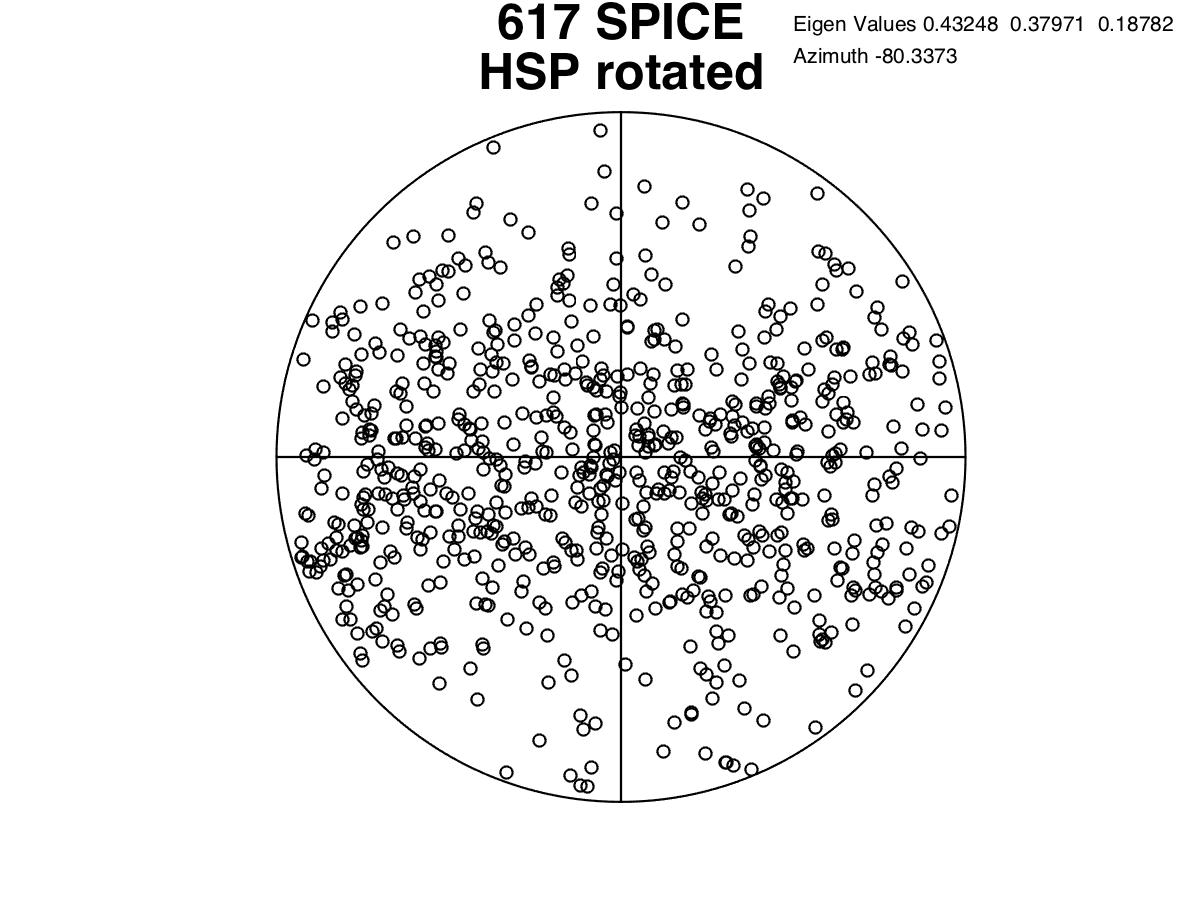 617 SPICE
HSP rotated
Eigen Values 0.43248  0.37971  0.18782
Azimuth -80.3373